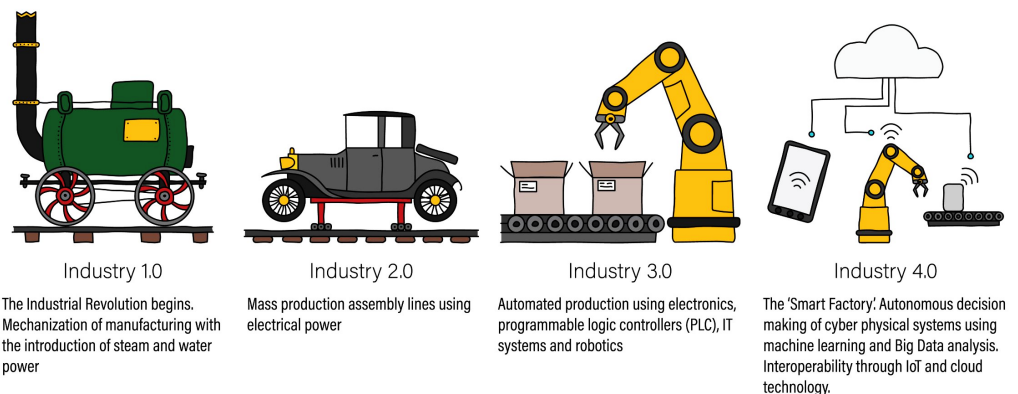 Industry 1.0
The Industrial Revolution begins.
Mechanization of manufacturing with
the introduction of steam and water
power
Industry 2.0
Mass production assembly lines using
electrical power
Industry 3.0
Automated production using electronics,
programmable logic controllers (PLC), IT
systems and robotics
Industry 4.0
The ‘Smart Factory’. Autonomous decision
making of cyber physical systems using
machine learning and Big Data analysis.
Interoperability through IoT and cloud
technology.